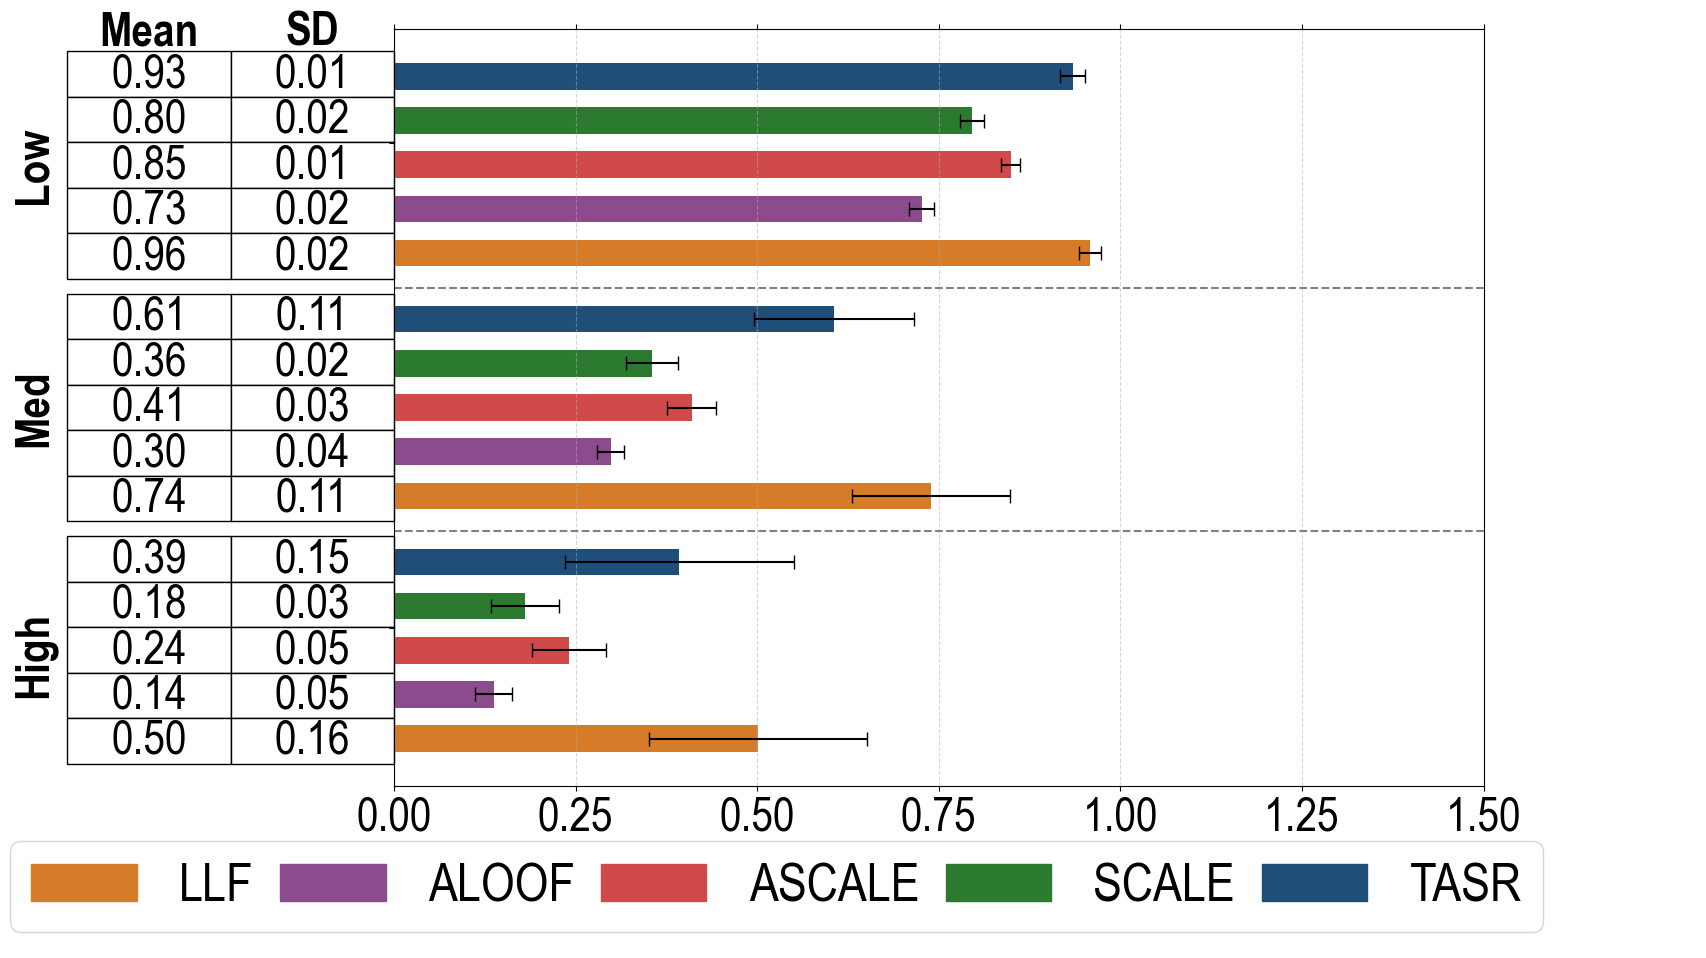 Mean SD
Low
0.93 0.01
0.80 0.02
0.85 0.01
0.73 0.02
0.96 0.02
Med
0.61 0.11
0.36 0.02
0.41 0.03
0.30 0.04
0.74 0.11
High
0.39 0.15
0.18 0.03
0.24 0.05
0.14 0.05
0.50 0.16
0.00 0.25 0.50 0.75 1.00 1.25 1.50
LLF ALOOF ASCALE SCALE TASR